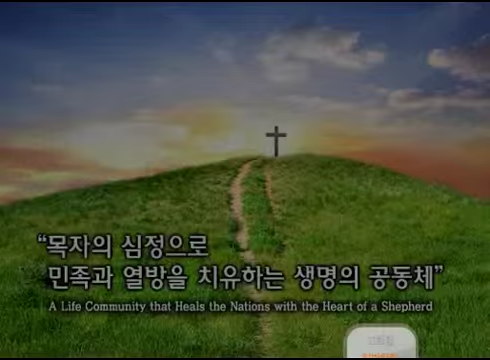 “목자의 심정으로
민족과 열방을 치유하는 생명의 공동체”
A Life Community that Heals the Nations with the Heart of a Shepherd